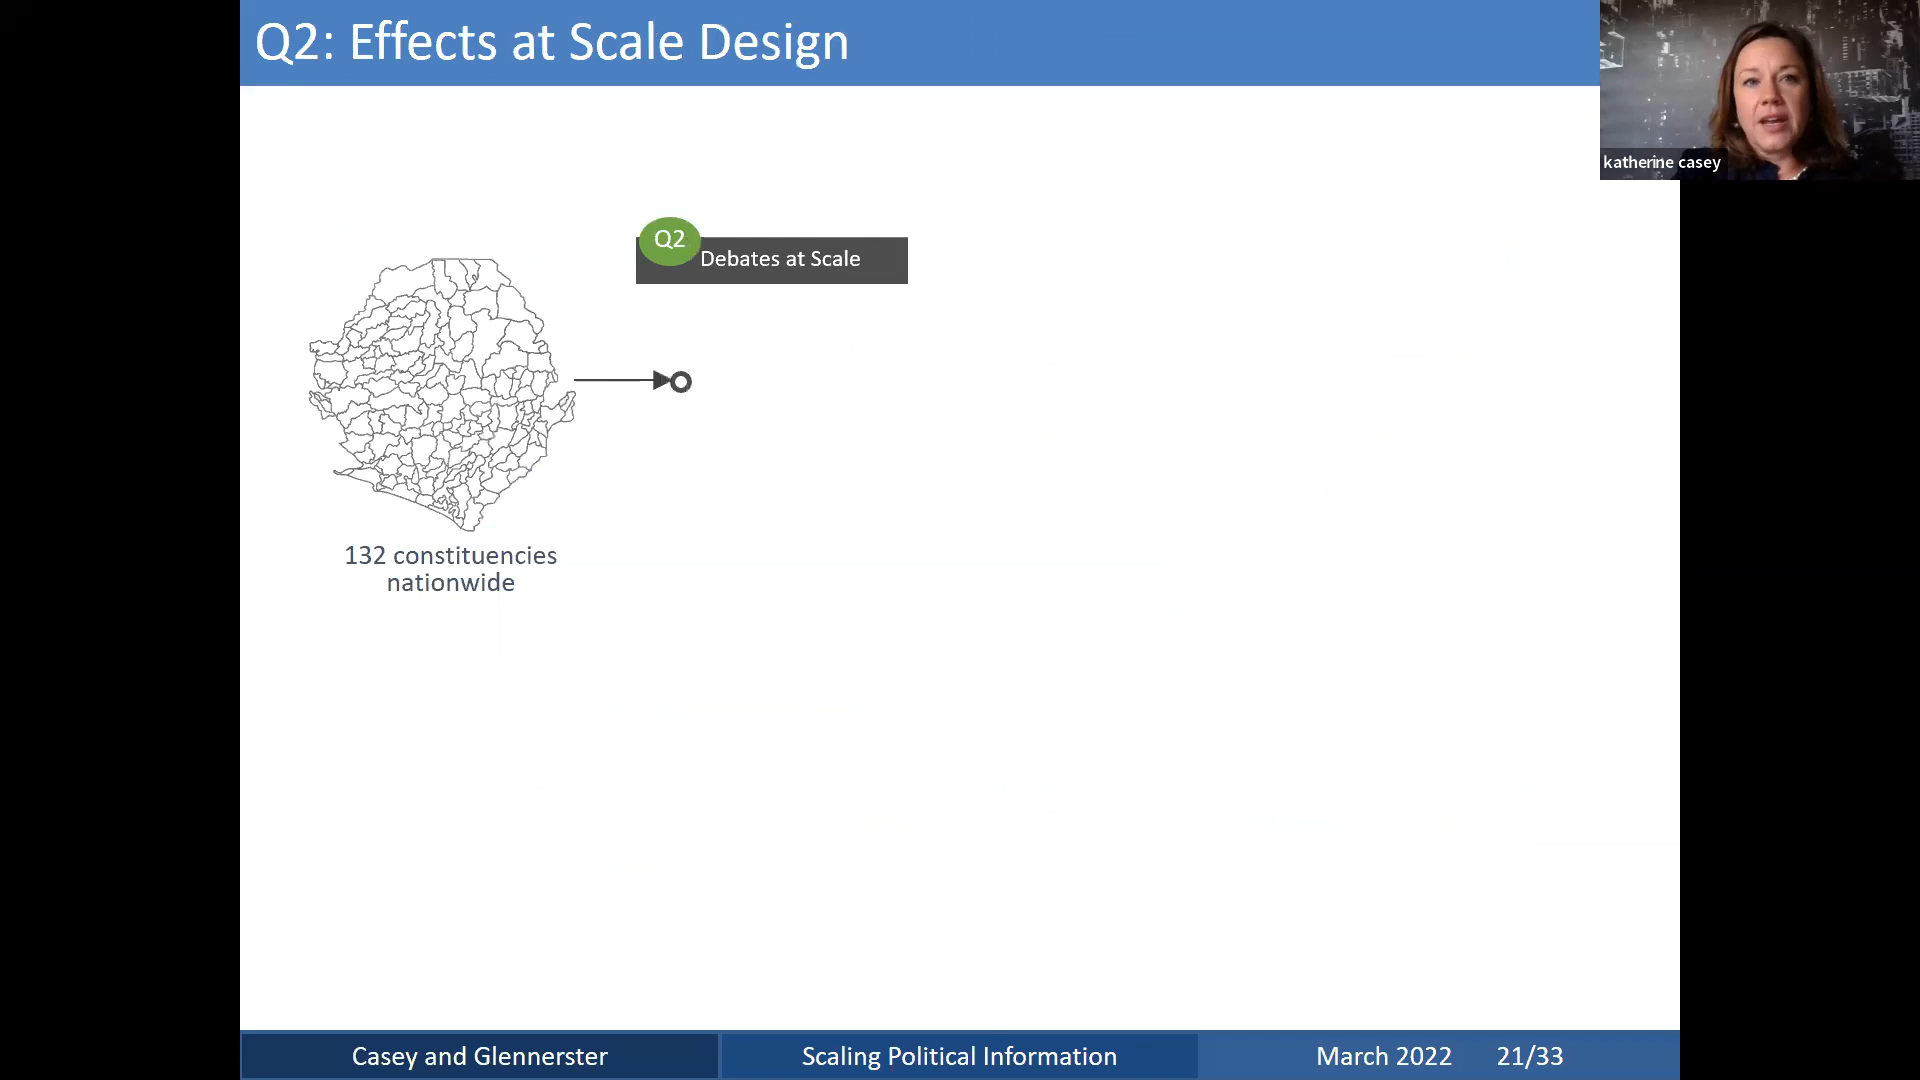 Q2: Effects at Scale Design
katherine casey
Q2
Debates at Scale
132 constituencies
nationwide
Casey and Glennerster
Scaling Political Information
March 2022
21/33